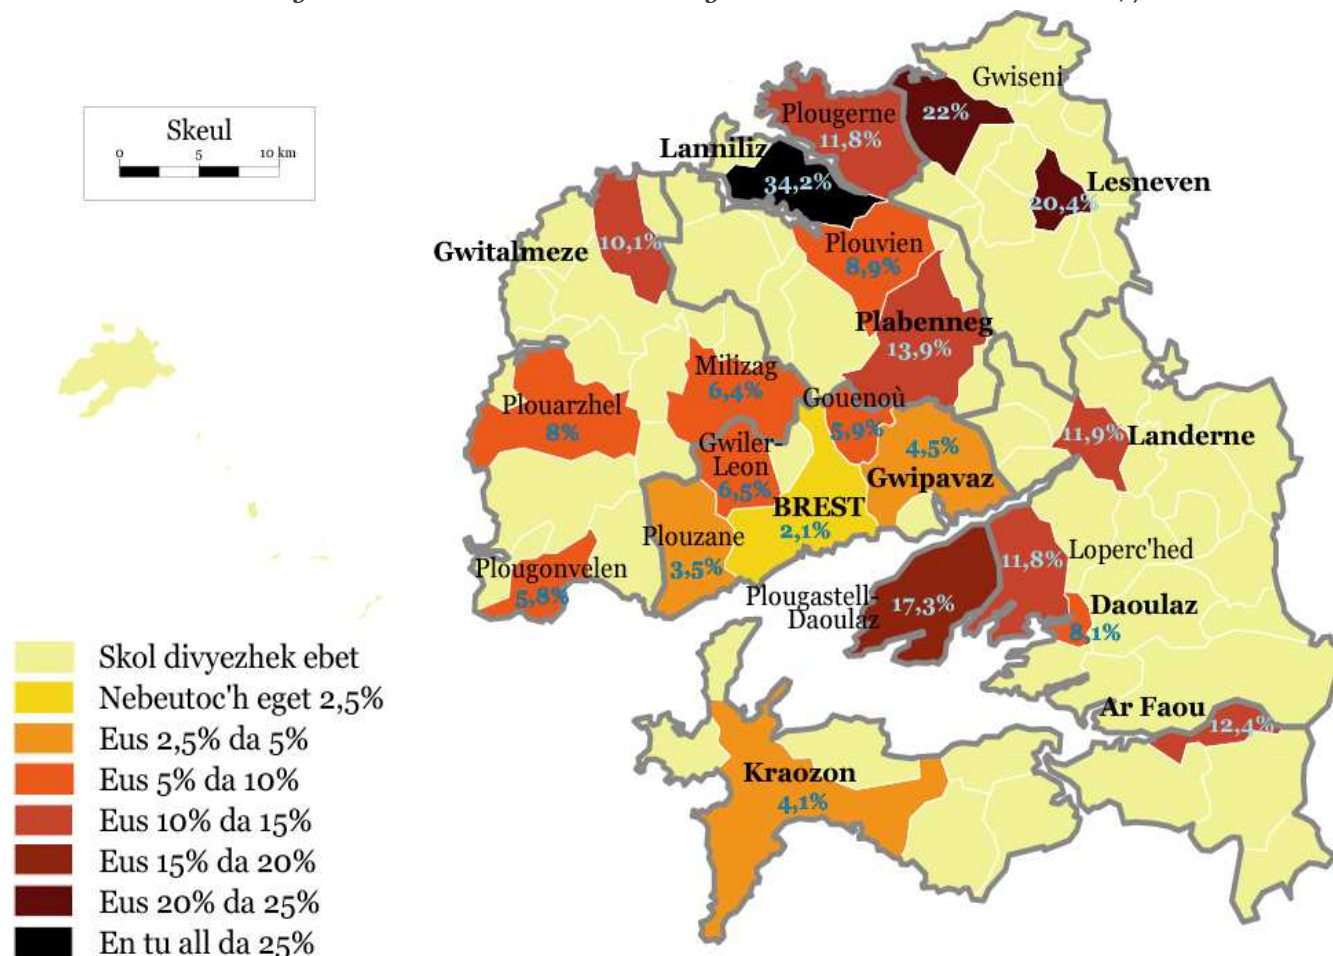 Skeul
0 5 10 km
Gwiseni
22%
Plougerne
11,8%
Lanniliz
34,2%
Lesneven
20,4%
Gwitalmeze
10,1%
Plouvien
8,9%
Plabenneg
13,9%
Milizag
6,4%
Plouarzhel
8%
Gouenoù
5,9%
Gwiler-
Leon
6,5%
4,5%
Gwipavaz
11,9%
Landerne
BREST
2,1%
Plouzane
3,5%
Plougonvelen
5,8%
Plougastell-
Daoulaz
17,3%
11,8%
Loperc'hed
Daoulaz
8,1%
Ar Faou
12,4%
Kraozon
4,1%
Skol divyezhek ebet
Nebeutoc'h eget 2,5%
Eus 2,5% da 5%
Eus 5% da 10%
Eus 10% da 15%
Eus 15% da 20%
Eus 20% da 25%
En tu all da 25%